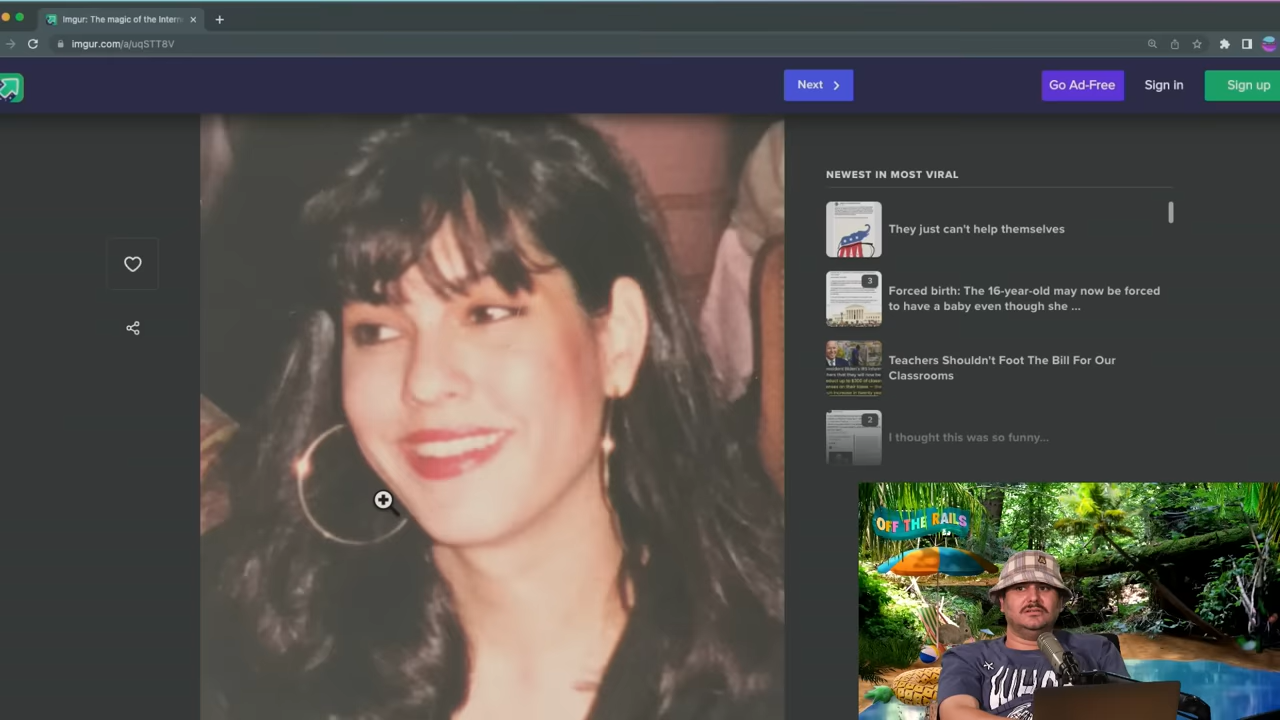 Imgur: The magic of the Intern
imgur.com/a/uqSTT8V
Next
Go Ad-Free
Sign in
Sign up
NEWEST IN MOST VIRAL
They just can't help themselves
3
Forced birth: The 16-year-old may now be forced
to have a baby even though she ...
Teachers Shouldn't Foot The Bill For Our
Classrooms
2
I thought this was so funny...
OFF THE RAILS